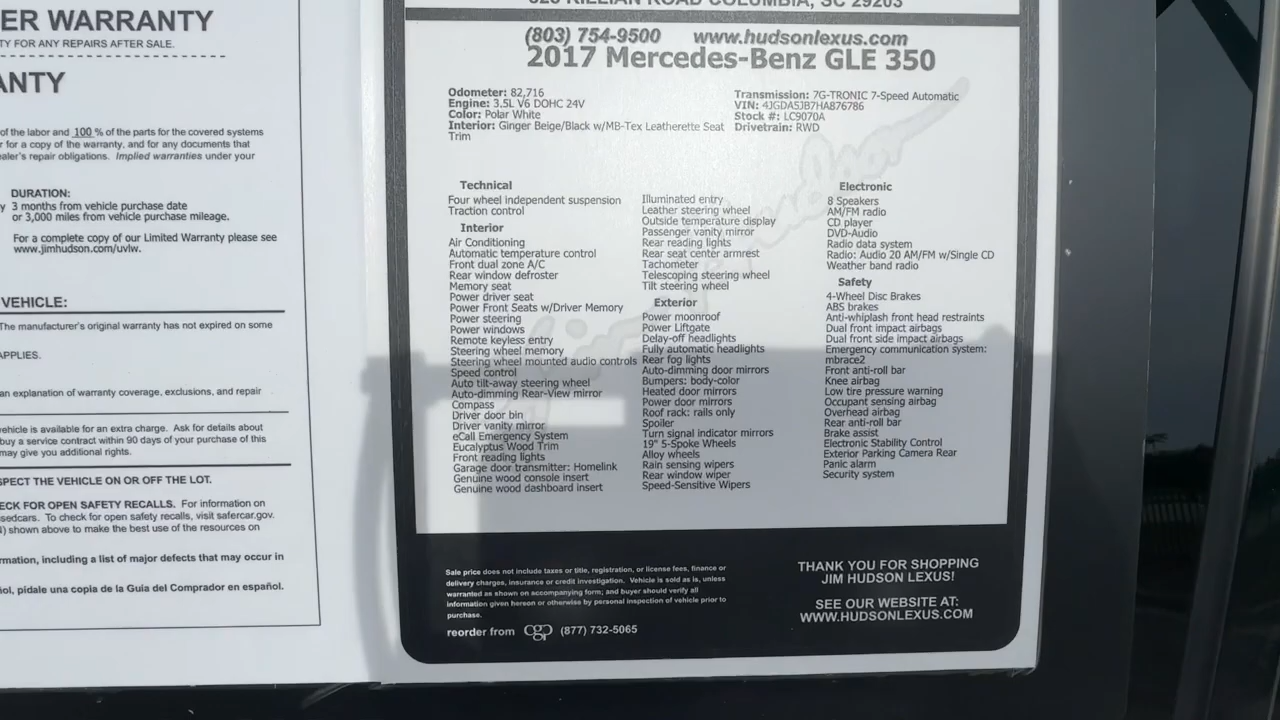 ER WARRANTY
TY FOR ANY REPAIRS AFTER SALE.
ANTY
of the labor and 100 % of the parts for the covered systems
r for a copy of the warranty, and for any documents that
ealer's repair obligations. Implied warranties under your
DURATION:
y 3 months from vehicle purchase date
or 3,000 miles from vehicle purchase mileage.
For a complete copy of our Limited Warranty please see
www.jimhudson.com/uvlw.
VEHICLE:
The manufacturer's original warranty has not expired on some
APPLIES.
an explanation of warranty coverage, exclusions, and repair
vehicle is available for an extra charge. Ask for details about
buy a service contract within 90 days of your purchase of this
may give you additional rights.
SPECT THE VEHICLE ON OR OFF THE LOT.
ECK FOR OPEN SAFETY RECALLS. For information on
sedcars. To check for open safety recalls, visit safercar.gov.
shown above to make the best use of the resources on
rmation, including a list of major defects that may occur in
ñol, pídale una copia de la Guía del Comprador en español.
KILLIAN ROAD COLUMBIA, SC 29203
(803) 754-9500 www.hudsonlexus.com
2017 Mercedes-Benz GLE 350
Odometer: 82,716
Engine: 3.5L V6 DOHC 24V
Color: Polar White
Interior: Ginger Beige/Black w/MB-Tex Leatherette Seat
Trim
Transmission: 7G-TRONIC 7-Speed Automatic
VIN: 4JGDA5JB7HA876786
Stock #: LC9070A
Drivetrain: RWD
Technical
Four wheel independent suspension
Traction control
Interior
Air Conditioning
Automatic temperature control
Front dual zone A/C
Rear window defroster
Memory seat
Power driver seat
Power Front Seats w/Driver Memory
Power steering
Power windows
Remote keyless entry
Steering wheel memory
Steering wheel mounted audio controls
Speed control
Auto tilt-away steering wheel
Auto-dimming Rear-View mirror
Compass
Driver door bin
Driver vanity mirror
eCall Emergency System
Eucalyptus Wood Trim
Front reading lights
Garage door transmitter: Homelink
Genuine wood console insert
Genuine wood dashboard insert
Illuminated entry
Leather steering wheel
Outside temperature display
Passenger vanity mirror
Rear reading lights
Rear seat center armrest
Tachometer
Telescoping steering wheel
Tilt steering wheel
Exterior
Power moonroof
Power Liftgate
Delay-off headlights
Fully automatic headlights
Rear fog lights
Auto-dimming door mirrors
Bumpers: body-color
Heated door mirrors
Power door mirrors
Roof rack: rails only
Spoiler
Turn signal indicator mirrors
19" 5-Spoke Wheels
Alloy wheels
Rain sensing wipers
Rear window wiper
Speed-Sensitive Wipers
Electronic
8 Speakers
AM/FM radio
CD player
DVD-Audio
Radio data system
Radio: Audio 20 AM/FM w/Single CD
Weather band radio
Safety
4-Wheel Disc Brakes
ABS brakes
Anti-whiplash front head restraints
Dual front impact airbags
Dual front side impact airbags
Emergency communication system:
mbrace2
Front anti-roll bar
Knee airbag
Low tire pressure warning
Occupant sensing airbag
Overhead airbag
Rear anti-roll bar
Brake assist
Electronic Stability Control
Exterior Parking Camera Rear
Panic alarm
Security system
Jim Hudson
Sale price does not include taxes or title, registration, or license fees, finance or
delivery charges, insurance or credit investigation. Vehicle is sold as is, unless
warranted as shown on accompanying form; and buyer should verify all
information given hereon or otherwise by personal inspection of vehicle prior to
purchase.
reorder from cgp (877) 732-5065
THANK YOU FOR SHOPPING
JIM HUDSON LEXUS!
SEE OUR WEBSITE AT:
WWW.HUDSONLEXUS.COM